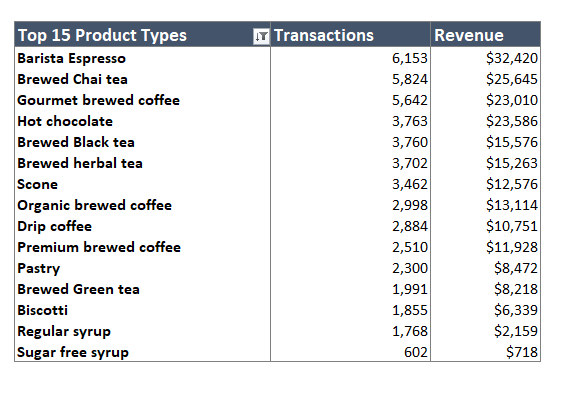 Top 15 Product Types Transactions Revenue
Barista Espresso 6,153 $32,420
Brewed Chai tea 5,824 $25,645
Gourmet brewed coffee 5,642 $23,010
Hot chocolate 3,763 $23,586
Brewed Black tea 3,760 $15,576
Brewed herbal tea 3,702 $15,263
Scone 3,462 $12,576
Organic brewed coffee 2,998 $13,114
Drip coffee 2,884 $10,751
Premium brewed coffee 2,510 $11,928
Pastry 2,300 $8,472
Brewed Green tea 1,991 $8,218
Biscotti 1,855 $6,339
Regular syrup 1,768 $2,159
Sugar free syrup 602 $718